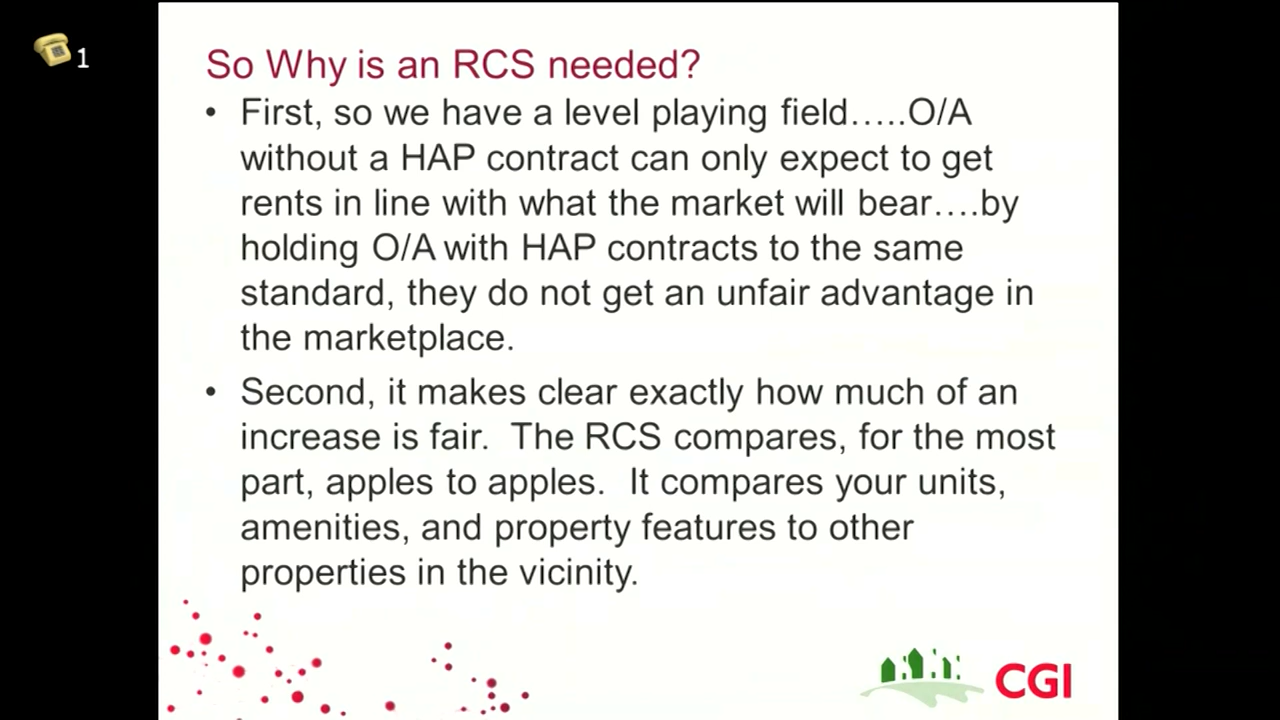 1
So Why is an RCS needed?
• First, so we have a level playing field…..O/A
without a HAP contract can only expect to get
rents in line with what the market will bear….by
holding O/A with HAP contracts to the same
standard, they do not get an unfair advantage in
the marketplace.
• Second, it makes clear exactly how much of an
increase is fair.  The RCS compares, for the most
part, apples to apples.  It compares your units,
amenities, and property features to other
properties in the vicinity.
CGI